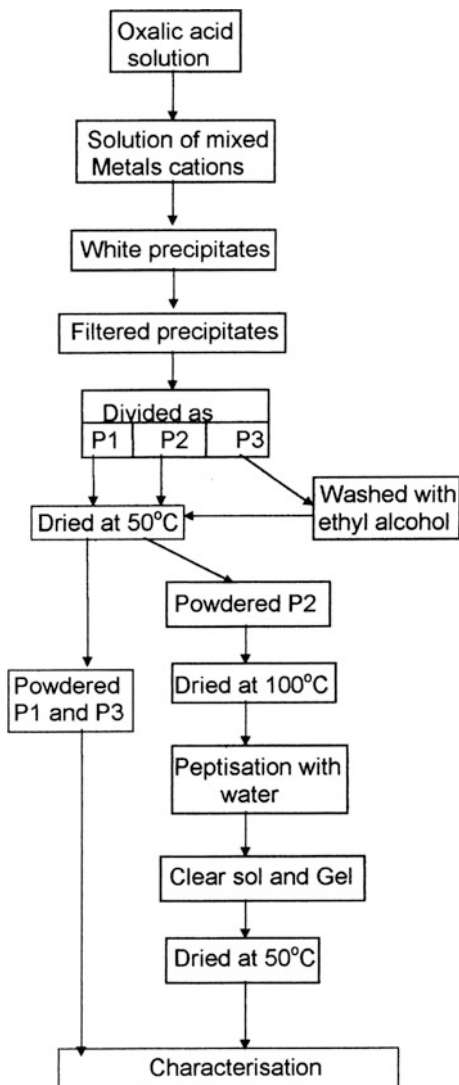 Oxalic acid
solution
Solution of mixed
Metals cations
White precipitates
Filtered precipitates
Divided as
P1 P2 P3
Washed with
ethyl alcohol
Dried at 50°C
Powdered P2
Powdered
P1 and P3
Dried at 100°C
Peptisation with
water
Clear sol and Gel
Dried at 50°C
Characterisation